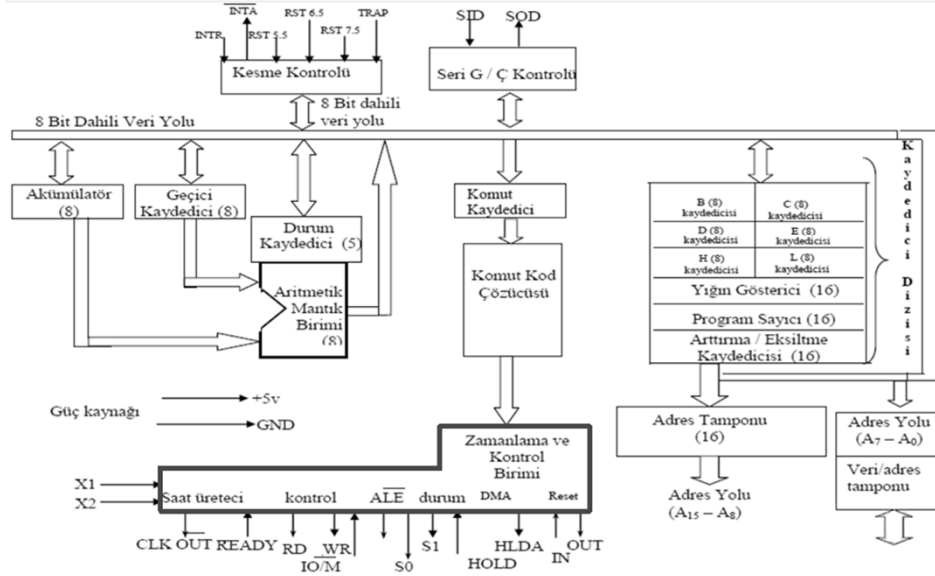 INTA
RST 6.5
TRAP
INTR
RST 5.5
RST 7.5
SID
SOD
Kesme Kontrolü
Seri G / Ç Kontrolü
8 Bit dahili
veri yolu
8 Bit Dahili Veri Yolu
Akümülatör
(8)
Geçici
Kaydedici (8)
Durum
Kaydedici (5)
Aritmetik
Mantık
Birimi
(8)
Komut
Kaydedici
Komut Kod
Çözücüsü
B (8)
kaydedicisi
C (8)
kaydedicisi
D (8)
kaydedicisi
E (8)
kaydedicisi
H (8)
kaydedicisi
L (8)
kaydedicisi
Yığın Gösterici (16)
Program Sayıcı (16)
Arttırma / Eksiltme
Kaydedicisi (16)
Kaydedici Dizisi
Güç kaynağı
+5v
GND
Adres Tamponu
(16)
Adres Yolu
(A15 – A8)
Adres Yolu
(A7 – A0)
Veri/adres
tamponu
Zamanlama ve
Kontrol
Birimi
X1
X2
Saat üreteci
kontrol
ALE
durum
DMA
Reset
CLK OUT
READY
RD
WR
IO/M
S0
S1
HOLD
HLDA
IN
OUT